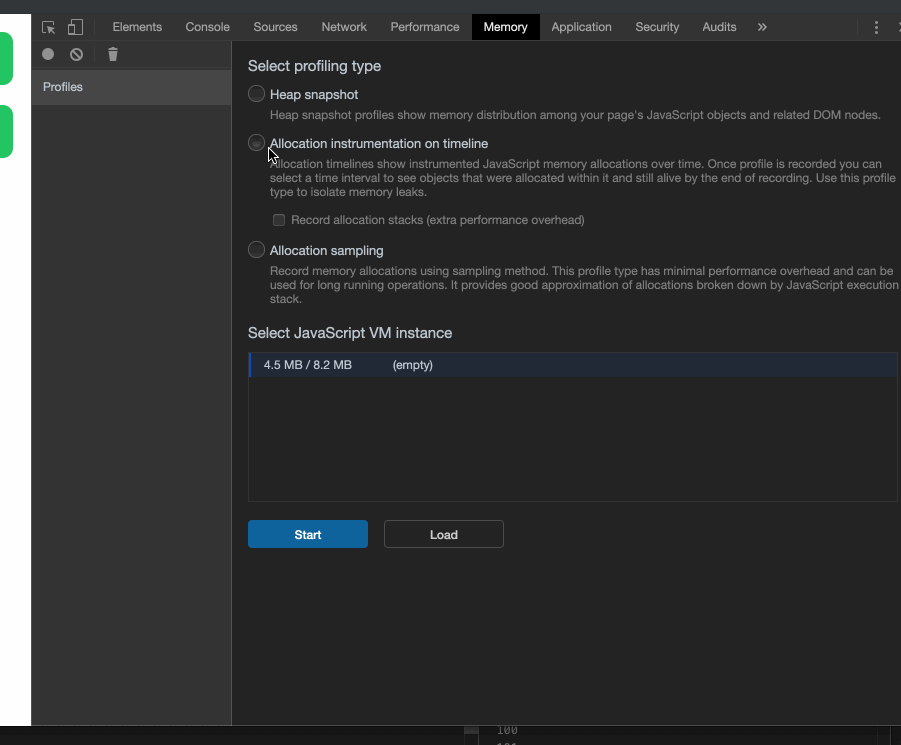 Elements Console Sources Network Performance Memory Application Security Audits »
Profiles
Select profiling type
Heap snapshot
Heap snapshot profiles show memory distribution among your page's JavaScript objects and related DOM nodes.
Allocation instrumentation on timeline
Allocation timelines show instrumented JavaScript memory allocations over time. Once profile is recorded you can
select a time interval to see objects that were allocated within it and still alive by the end of recording. Use this profile
type to isolate memory leaks.
Record allocation stacks (extra performance overhead)
Allocation sampling
Record memory allocations using sampling method. This profile type has minimal performance overhead and can be
used for long running operations. It provides good approximation of allocations broken down by JavaScript execution
stack.
Select JavaScript VM instance
4.5 MB / 8.2 MB (empty)
Start Load
100